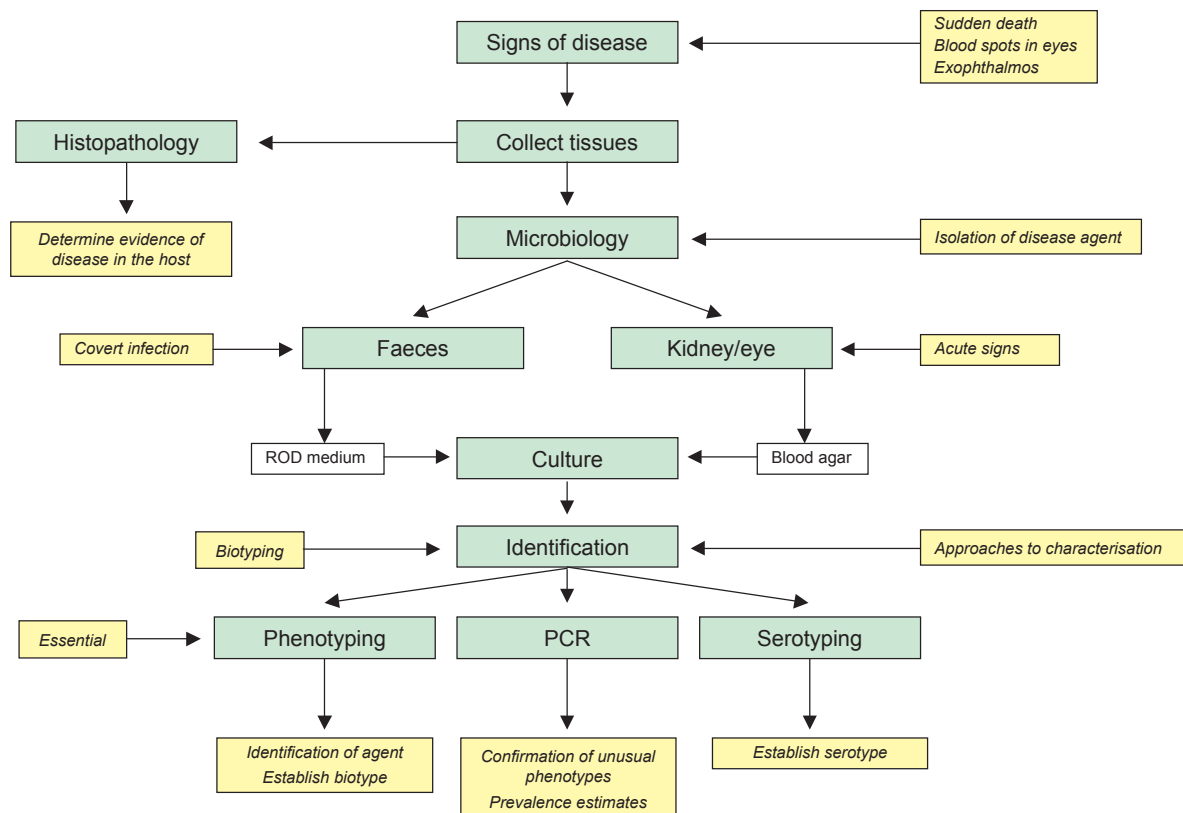 Signs of disease
Sudden death
Blood spots in eyes
Exophthalmos
Histopathology
Collect tissues
Determine evidence of
disease in the host
Microbiology
Isolation of disease agent
Covert infection
Faeces
Kidney/eye
Acute signs
ROD medium
Culture
Blood agar
Biotyping
Identification
Approaches to characterisation
Essential
Phenotyping
PCR
Serotyping
Identification of agent
Establish biotype
Confirmation of unusual
phenotypes
Prevalence estimates
Establish serotype